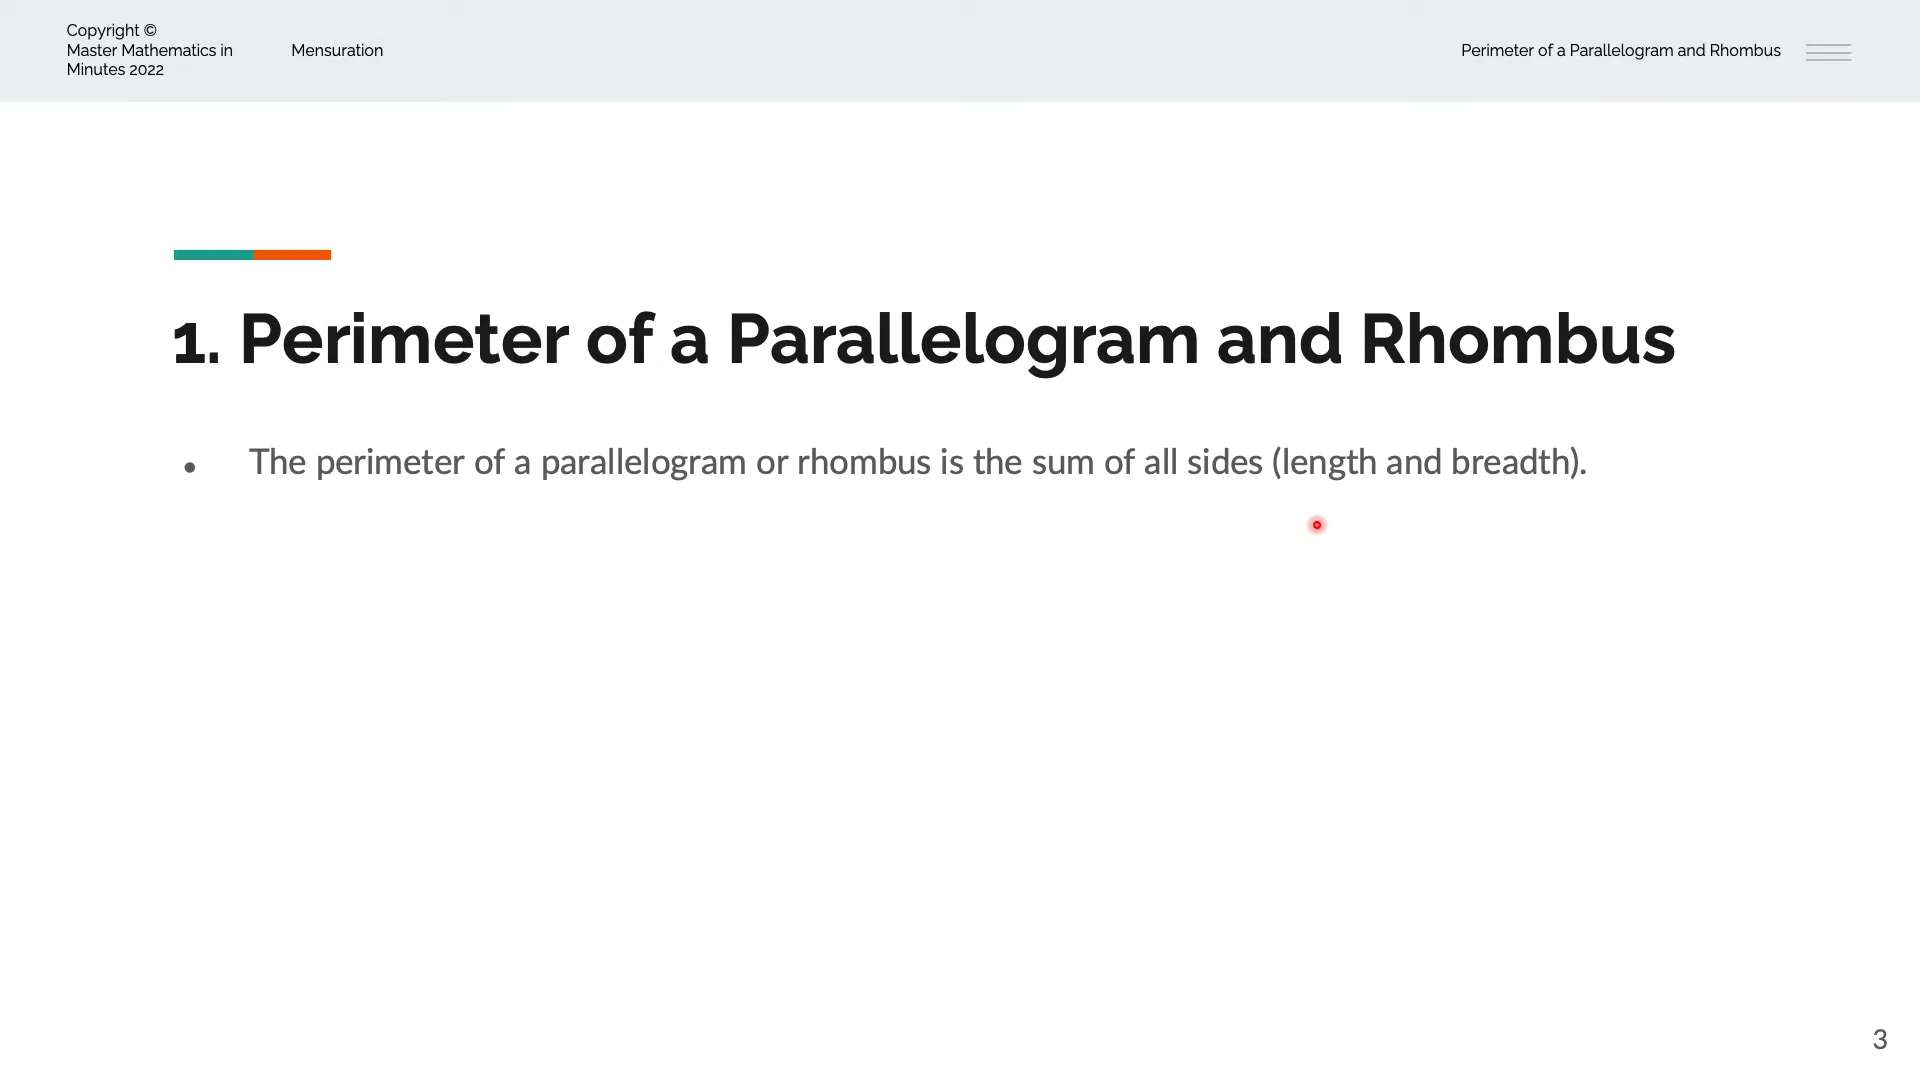 Copyright ©
Master Mathematics in
Minutes 2022
Mensuration
Perimeter of a Parallelogram and Rhombus
1. Perimeter of a Parallelogram and Rhombus
● The perimeter of a parallelogram or rhombus is the sum of all sides (length and breadth).
3